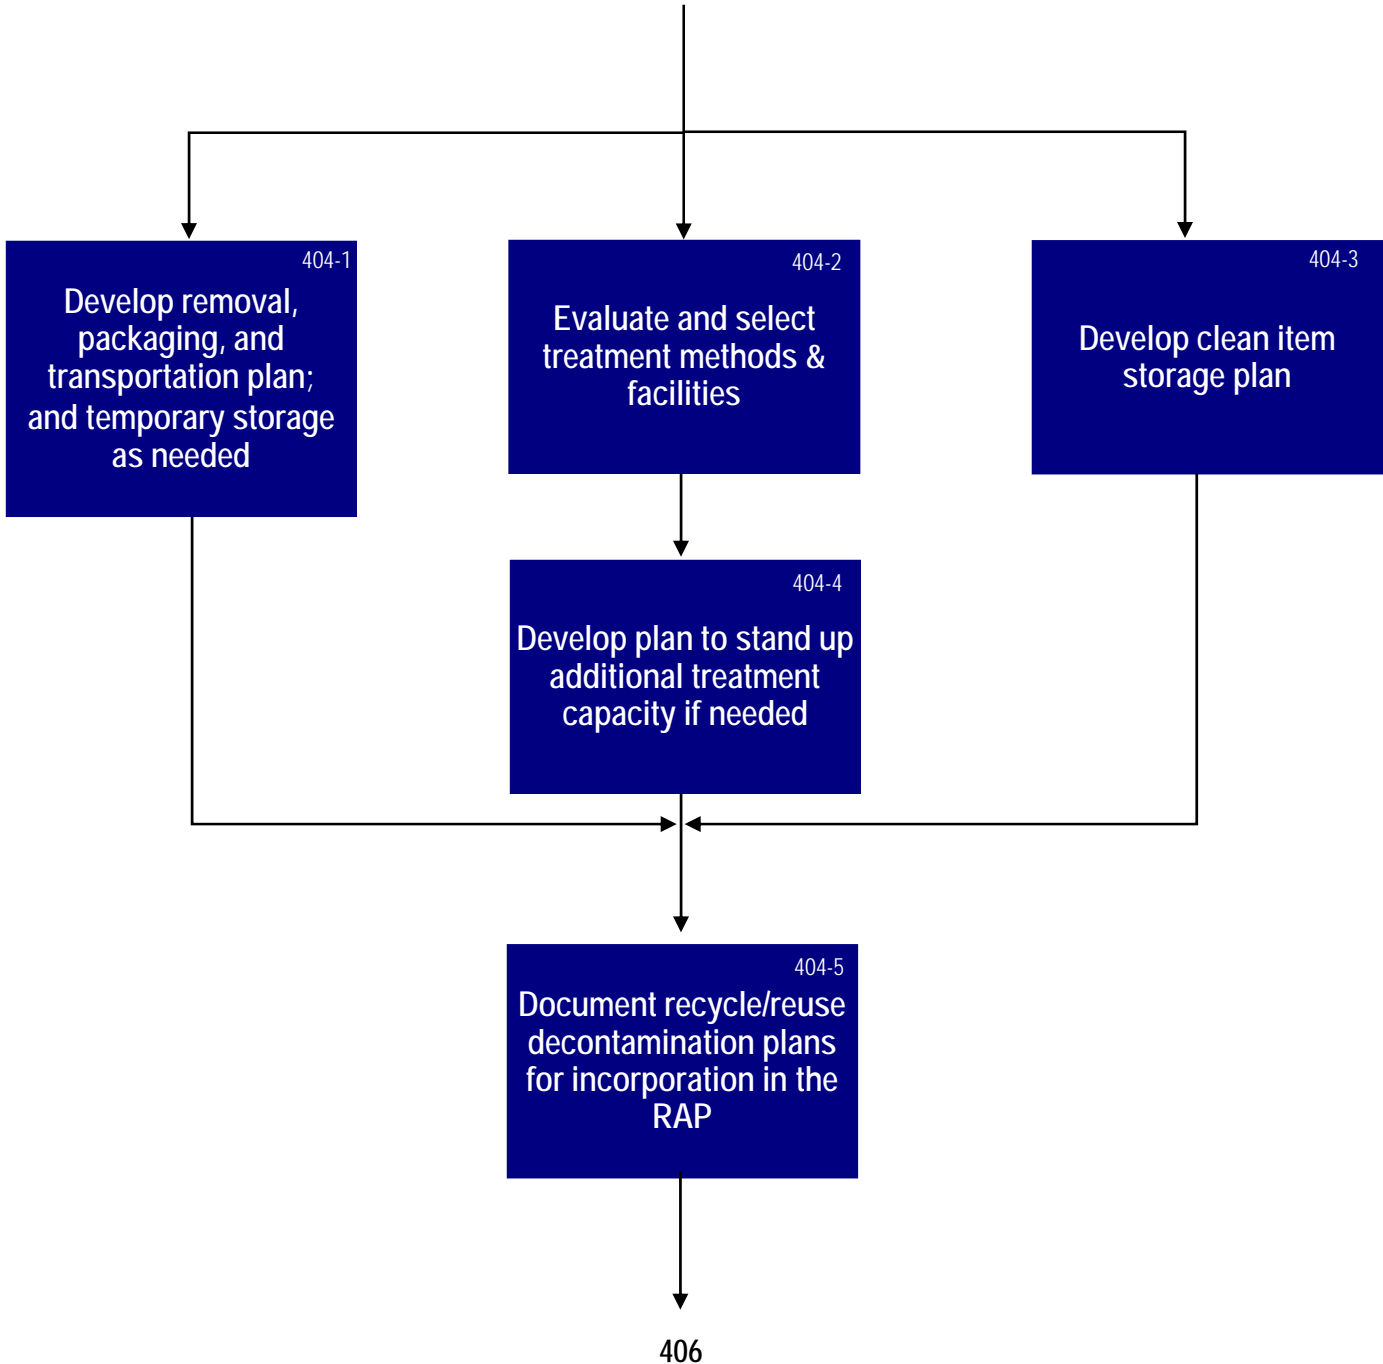 404-1
Develop removal,
packaging, and
transportation plan;
and temporary storage
as needed
404-2
Evaluate and select
treatment methods &
facilities
404-3
Develop clean item
storage plan
404-4
Develop plan to stand up
additional treatment
capacity if needed
404-5
Document recycle/reuse
decontamination plans
for incorporation in the
RAP
406